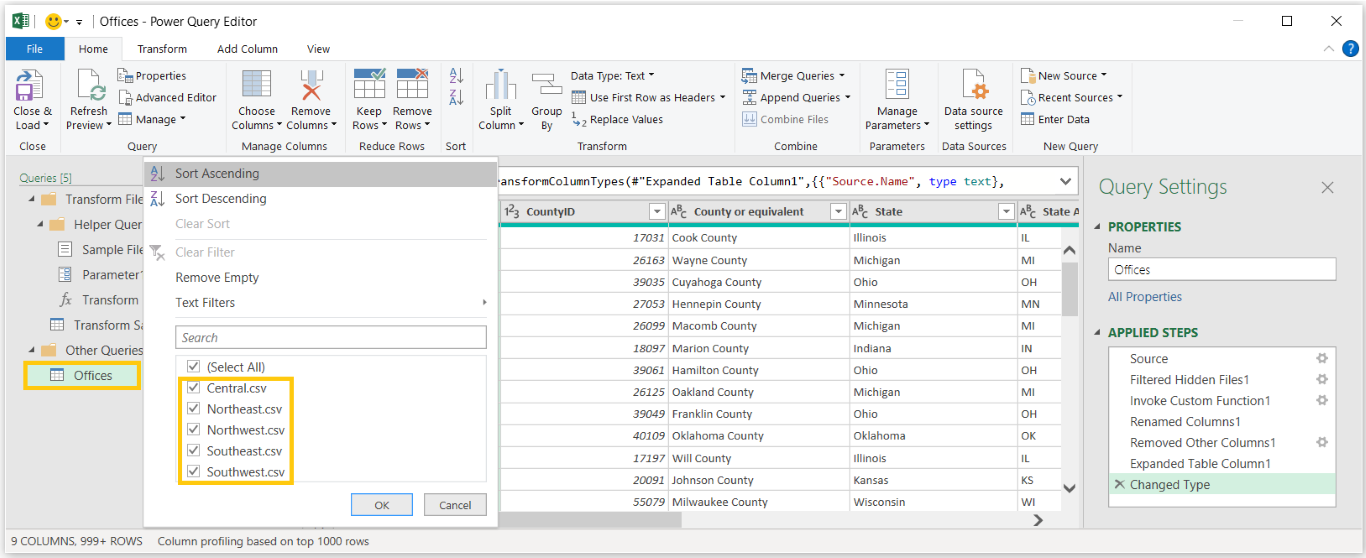 Offices - Power Query Editor
File Home Transform Add Column View
Close & Load
Refresh Preview
Properties
Advanced Editor
Manage
Choose Columns
Remove Columns
Keep Rows
Remove Rows
Split Column
Group By
Data Type: Text
Use First Row as Headers
1 2 Replace Values
Merge Queries
Append Queries
Combine Files
Manage Parameters
Data source settings
New Source
Recent Sources
Enter Data
Close Query Manage Columns Reduce Rows Sort Transform Combine Parameters Data Sources New Query
Queries [5]
Transform File
Helper Quer
Sample File
Parameter1
fx Transform
Transform Sa
Other Queries
Offices
Sort Ascending
Sort Descending
Clear Sort
Clear Filter
Remove Empty
Text Filters
Search
(Select All)
Central.csv
Northeast.csv
Northwest.csv
Southeast.csv
Southwest.csv
OK Cancel
ansformColumnTypes(#"Expanded Table Column1",{{"Source.Name", type text},
123 CountyID ABC County or equivalent ABC State ABC State A
17031 Cook County Illinois IL
26163 Wayne County Michigan MI
39035 Cuyahoga County Ohio OH
27053 Hennepin County Minnesota MN
26099 Macomb County Michigan MI
18097 Marion County Indiana IN
39061 Hamilton County Ohio OH
26125 Oakland County Michigan MI
39049 Franklin County Ohio OH
40109 Oklahoma County Oklahoma OK
17197 Will County Illinois IL
20091 Johnson County Kansas KS
55079 Milwaukee County Wisconsin WI
Query Settings
PROPERTIES
Name
Offices
All Properties
APPLIED STEPS
Source
Filtered Hidden Files1
Invoke Custom Function1
Renamed Columns1
Removed Other Columns1
Expanded Table Column1
Changed Type
9 COLUMNS, 999+ ROWS Column profiling based on top 1000 rows